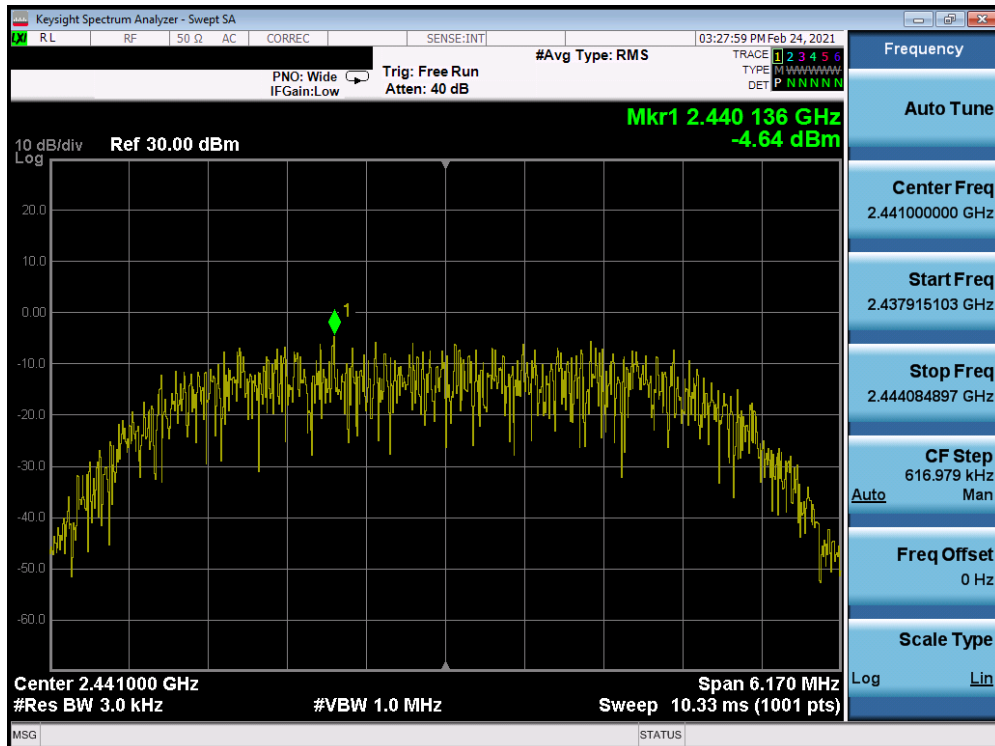 Keysight Spectrum Analyzer - Swept SA
LXI RL RF 50 Ω AC CORREC SENSE:INT 03:27:59 PM Feb 24, 2021
#Avg Type: RMS
TRACE 1 2 3 4 5 6
TYPE M W W W W W
DET P N N N N N
PNO: Wide
IFGain:Low
Trig: Free Run
Atten: 40 dB
Mkr1 2.440 136 GHz
-4.64 dBm
10 dB/div Ref 30.00 dBm
Log
20.0
10.0
0.00
-10.0
-20.0
-30.0
-40.0
-50.0
-60.0
1
Center 2.441000 GHz Span 6.170 MHz
#Res BW 3.0 kHz #VBW 1.0 MHz Sweep 10.33 ms (1001 pts)
MSG STATUS
Frequency
Auto Tune
Center Freq
2.441000000 GHz
Start Freq
2.437915103 GHz
Stop Freq
2.444084897 GHz
CF Step
616.979 kHz
Auto Man
Freq Offset
0 Hz
Scale Type
Log Lin